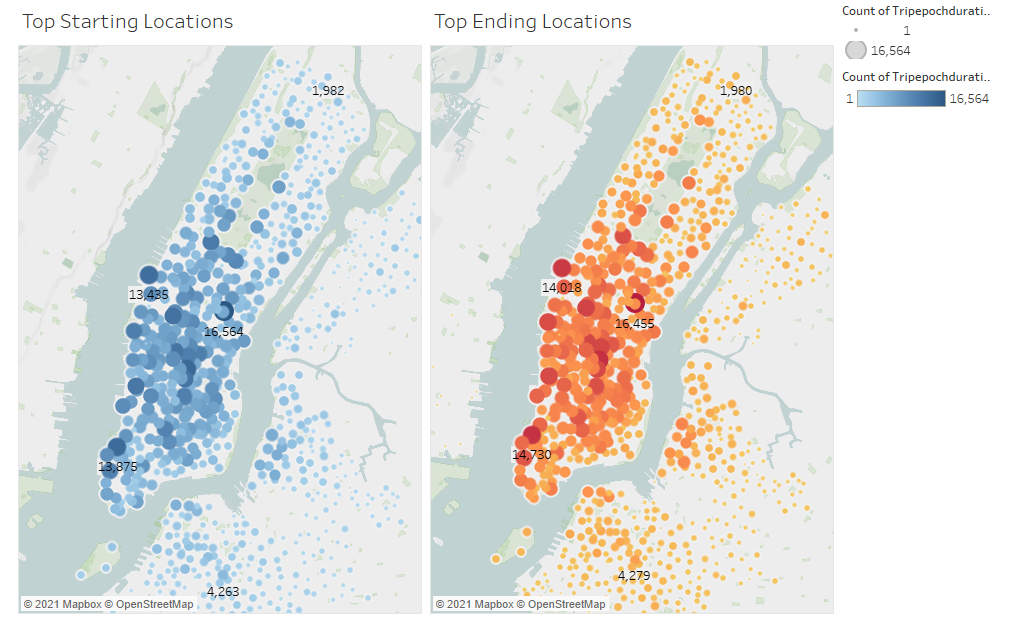 Top Starting Locations
1,982
13,435
16,564
13,875
4,263
© 2021 Mapbox © OpenStreetMap
Top Ending Locations
1,980
14,018
16,455
14,730
4,279
© 2021 Mapbox © OpenStreetMap
Count of Tripepochdurati..
1
16,564
Count of Tripepochdurati..
1 16,564